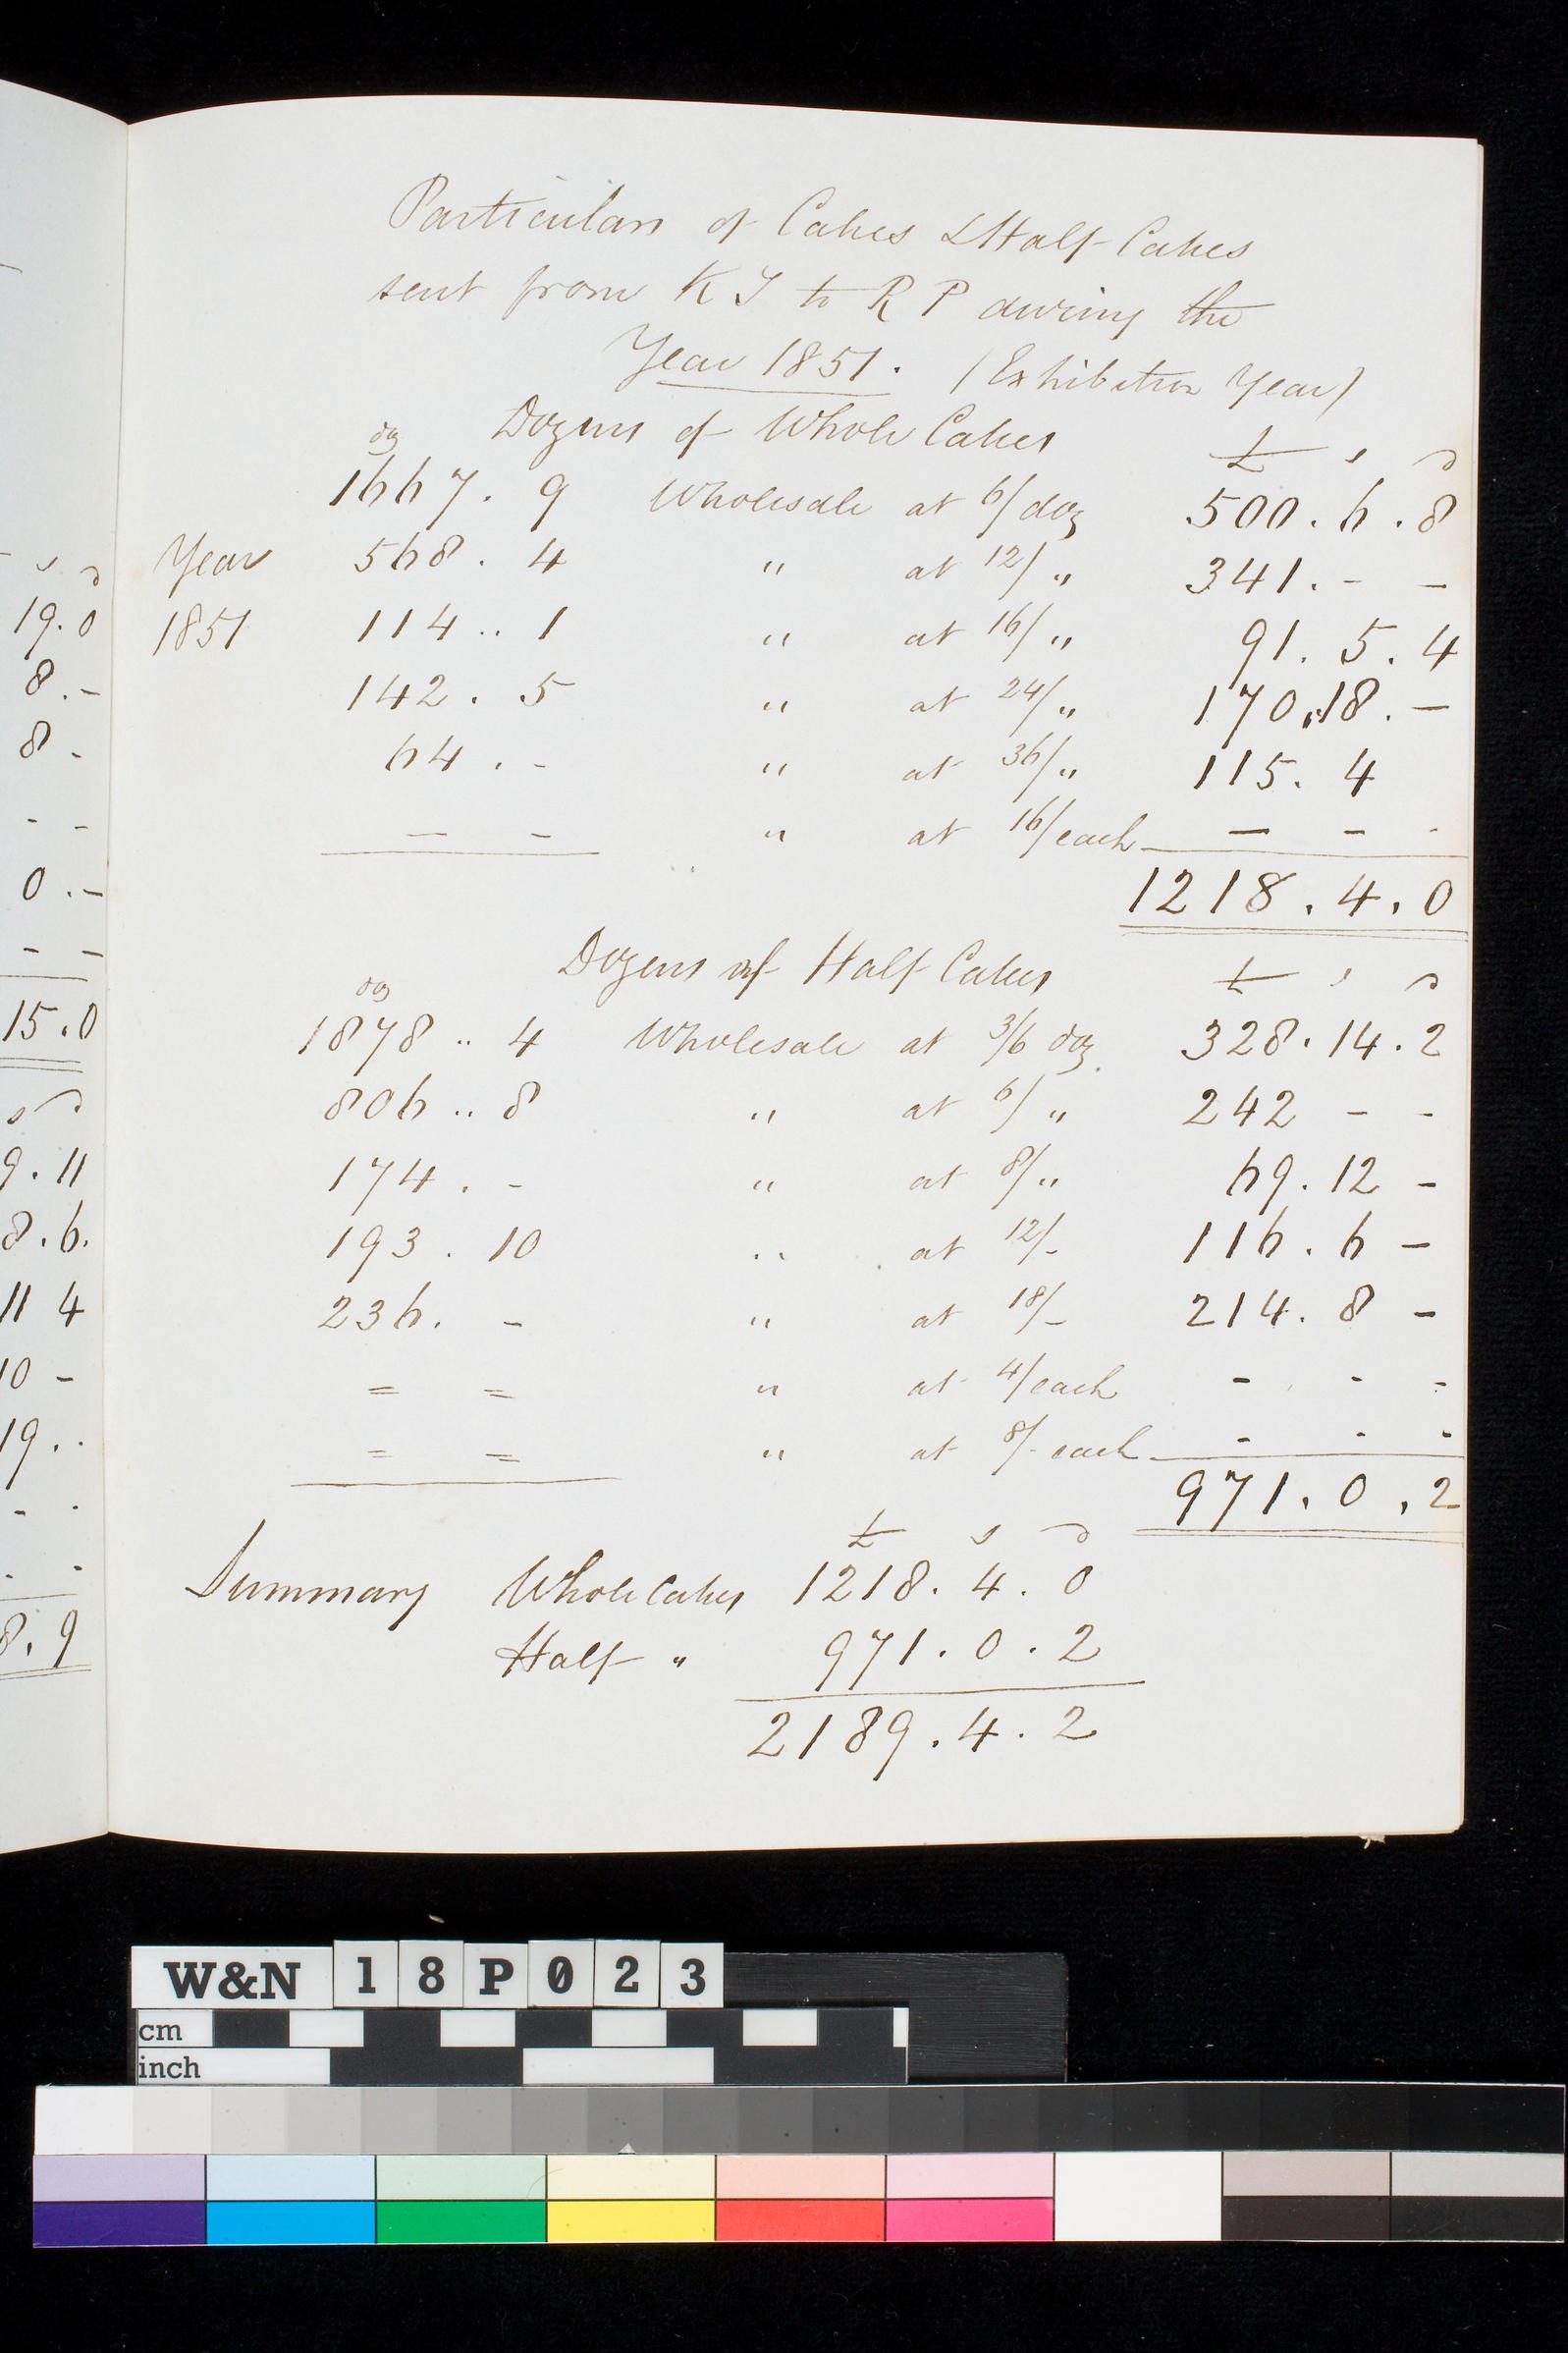 Particulars of Cakes & Half Cakes
sent from K T to R P during the
Year 1851. (Exhibition Year)
doz Dozens of Whole Cakes £ s d
1667. 9 Wholesale at 6/ doz 500. 6. 8
Year 568. 4 " at 12/ " 341. - -
1851 114.. 1 " at 16/ " 91. 5. 4
142. 5 " at 24/ " 170.18. -
64. - " at 36/ " 115. 4
- - " at 16/each - - -
1218. 4. 0
Dozens of Half Cakes £ s d
doz
1878.. 4 Wholesale at 3/6 doz. 328. 14. 2
806.. 8 " at 6/ " 242 - -
174. - " at 8/ " 69. 12 -
193. 10 " at 12/- 116. 6 -
236. - " at 18/- 214. 8 -
= = " at 4/each - - -
= = " at 8/- each - - -
971. 0. 2
£ s d
Summary Whole Cakes 1218. 4. 0
Half " 971. 0. 2
2189. 4. 2
s d
19. 0
8. -
8 -
- -
0. -
- -
15. 0
s d
9. 11
8. 6.
11 4
10 -
19..
- -
. -
8. 9
W&N 18P023
cm
inch